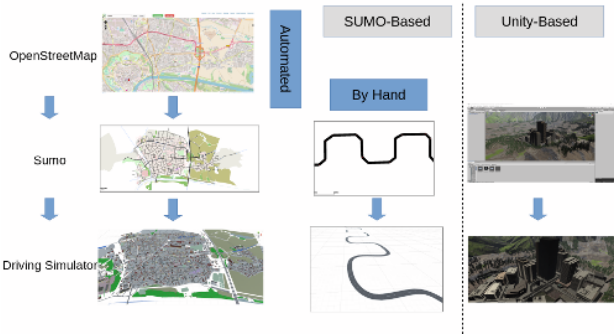 SUMO-Based
Unity-Based
OpenStreetMap
Automated
By Hand
Sumo
Driving Simulator